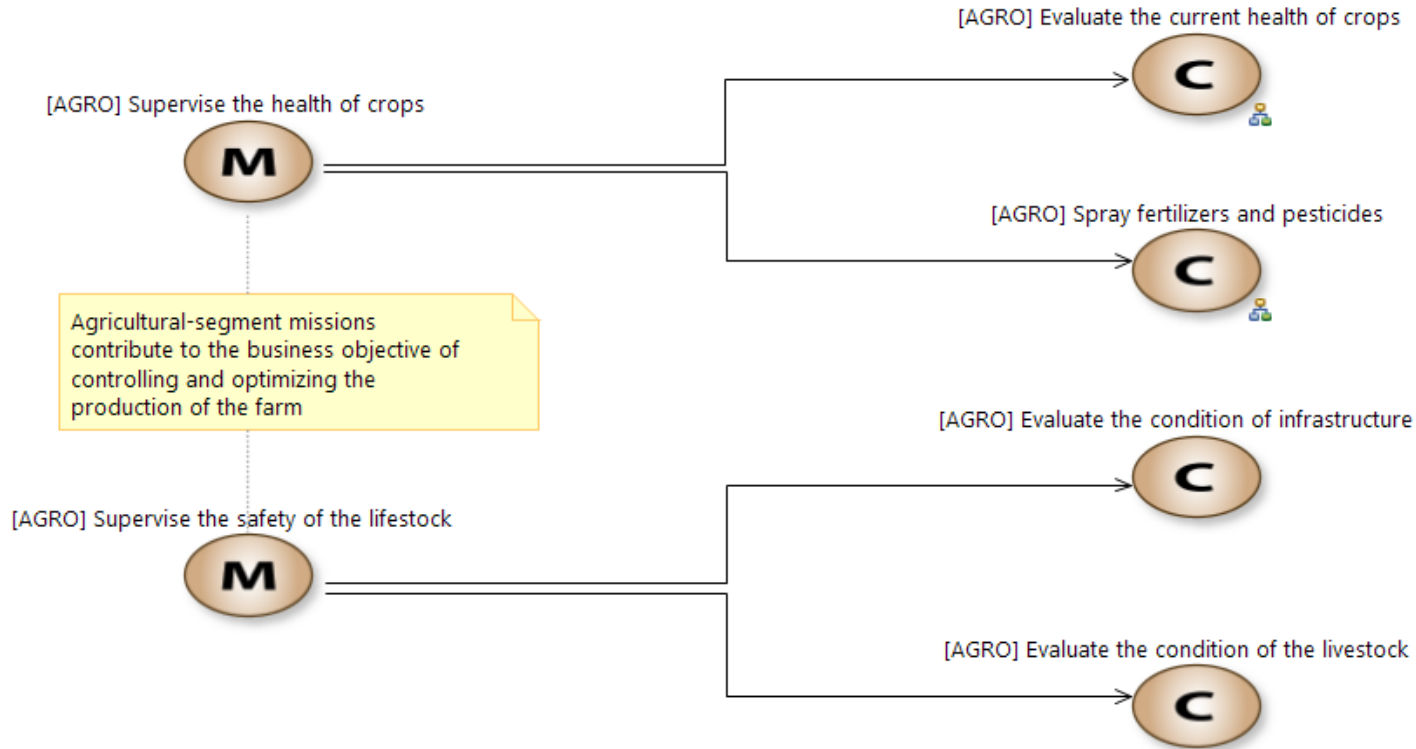 [AGRO] Evaluate the current health of crops
C
[AGRO] Supervise the health of crops
M
[AGRO] Spray fertilizers and pesticides
C
Agricultural-segment missions
contribute to the business objective of
controlling and optimizing the
production of the farm
[AGRO] Evaluate the condition of infrastructure
C
[AGRO] Supervise the safety of the lifestock
M
[AGRO] Evaluate the condition of the livestock
C